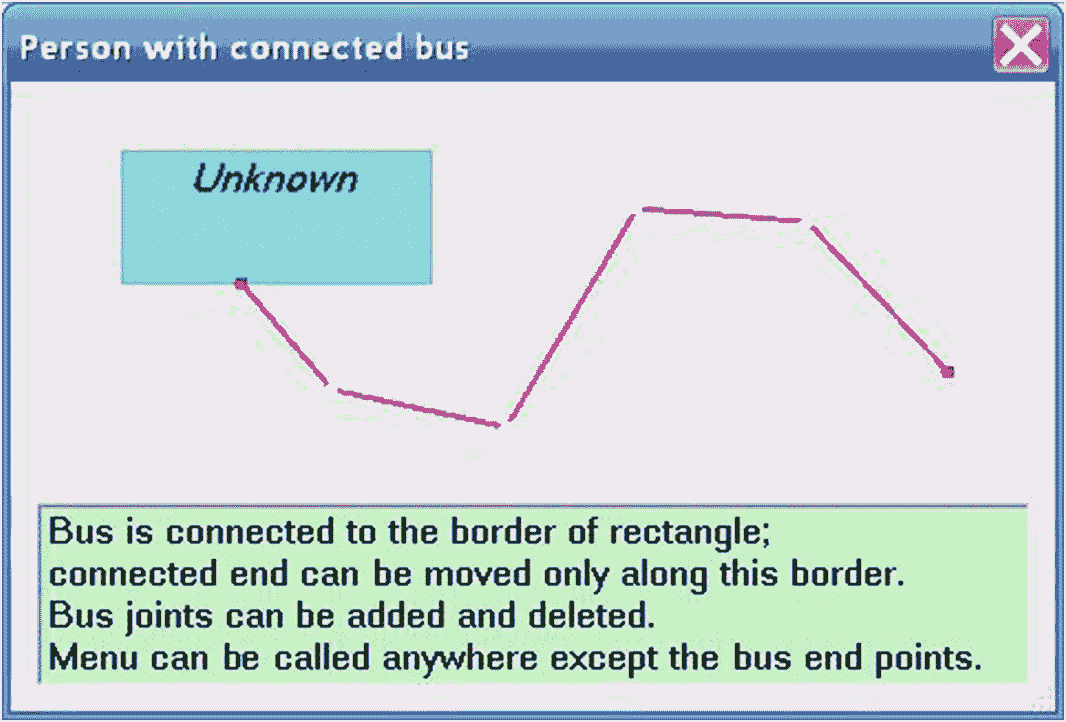 Person with connected bus
Unknown
Bus is connected to the border of rectangle;
connected end can be moved only along this border.
Bus joints can be added and deleted.
Menu can be called anywhere except the bus end points.